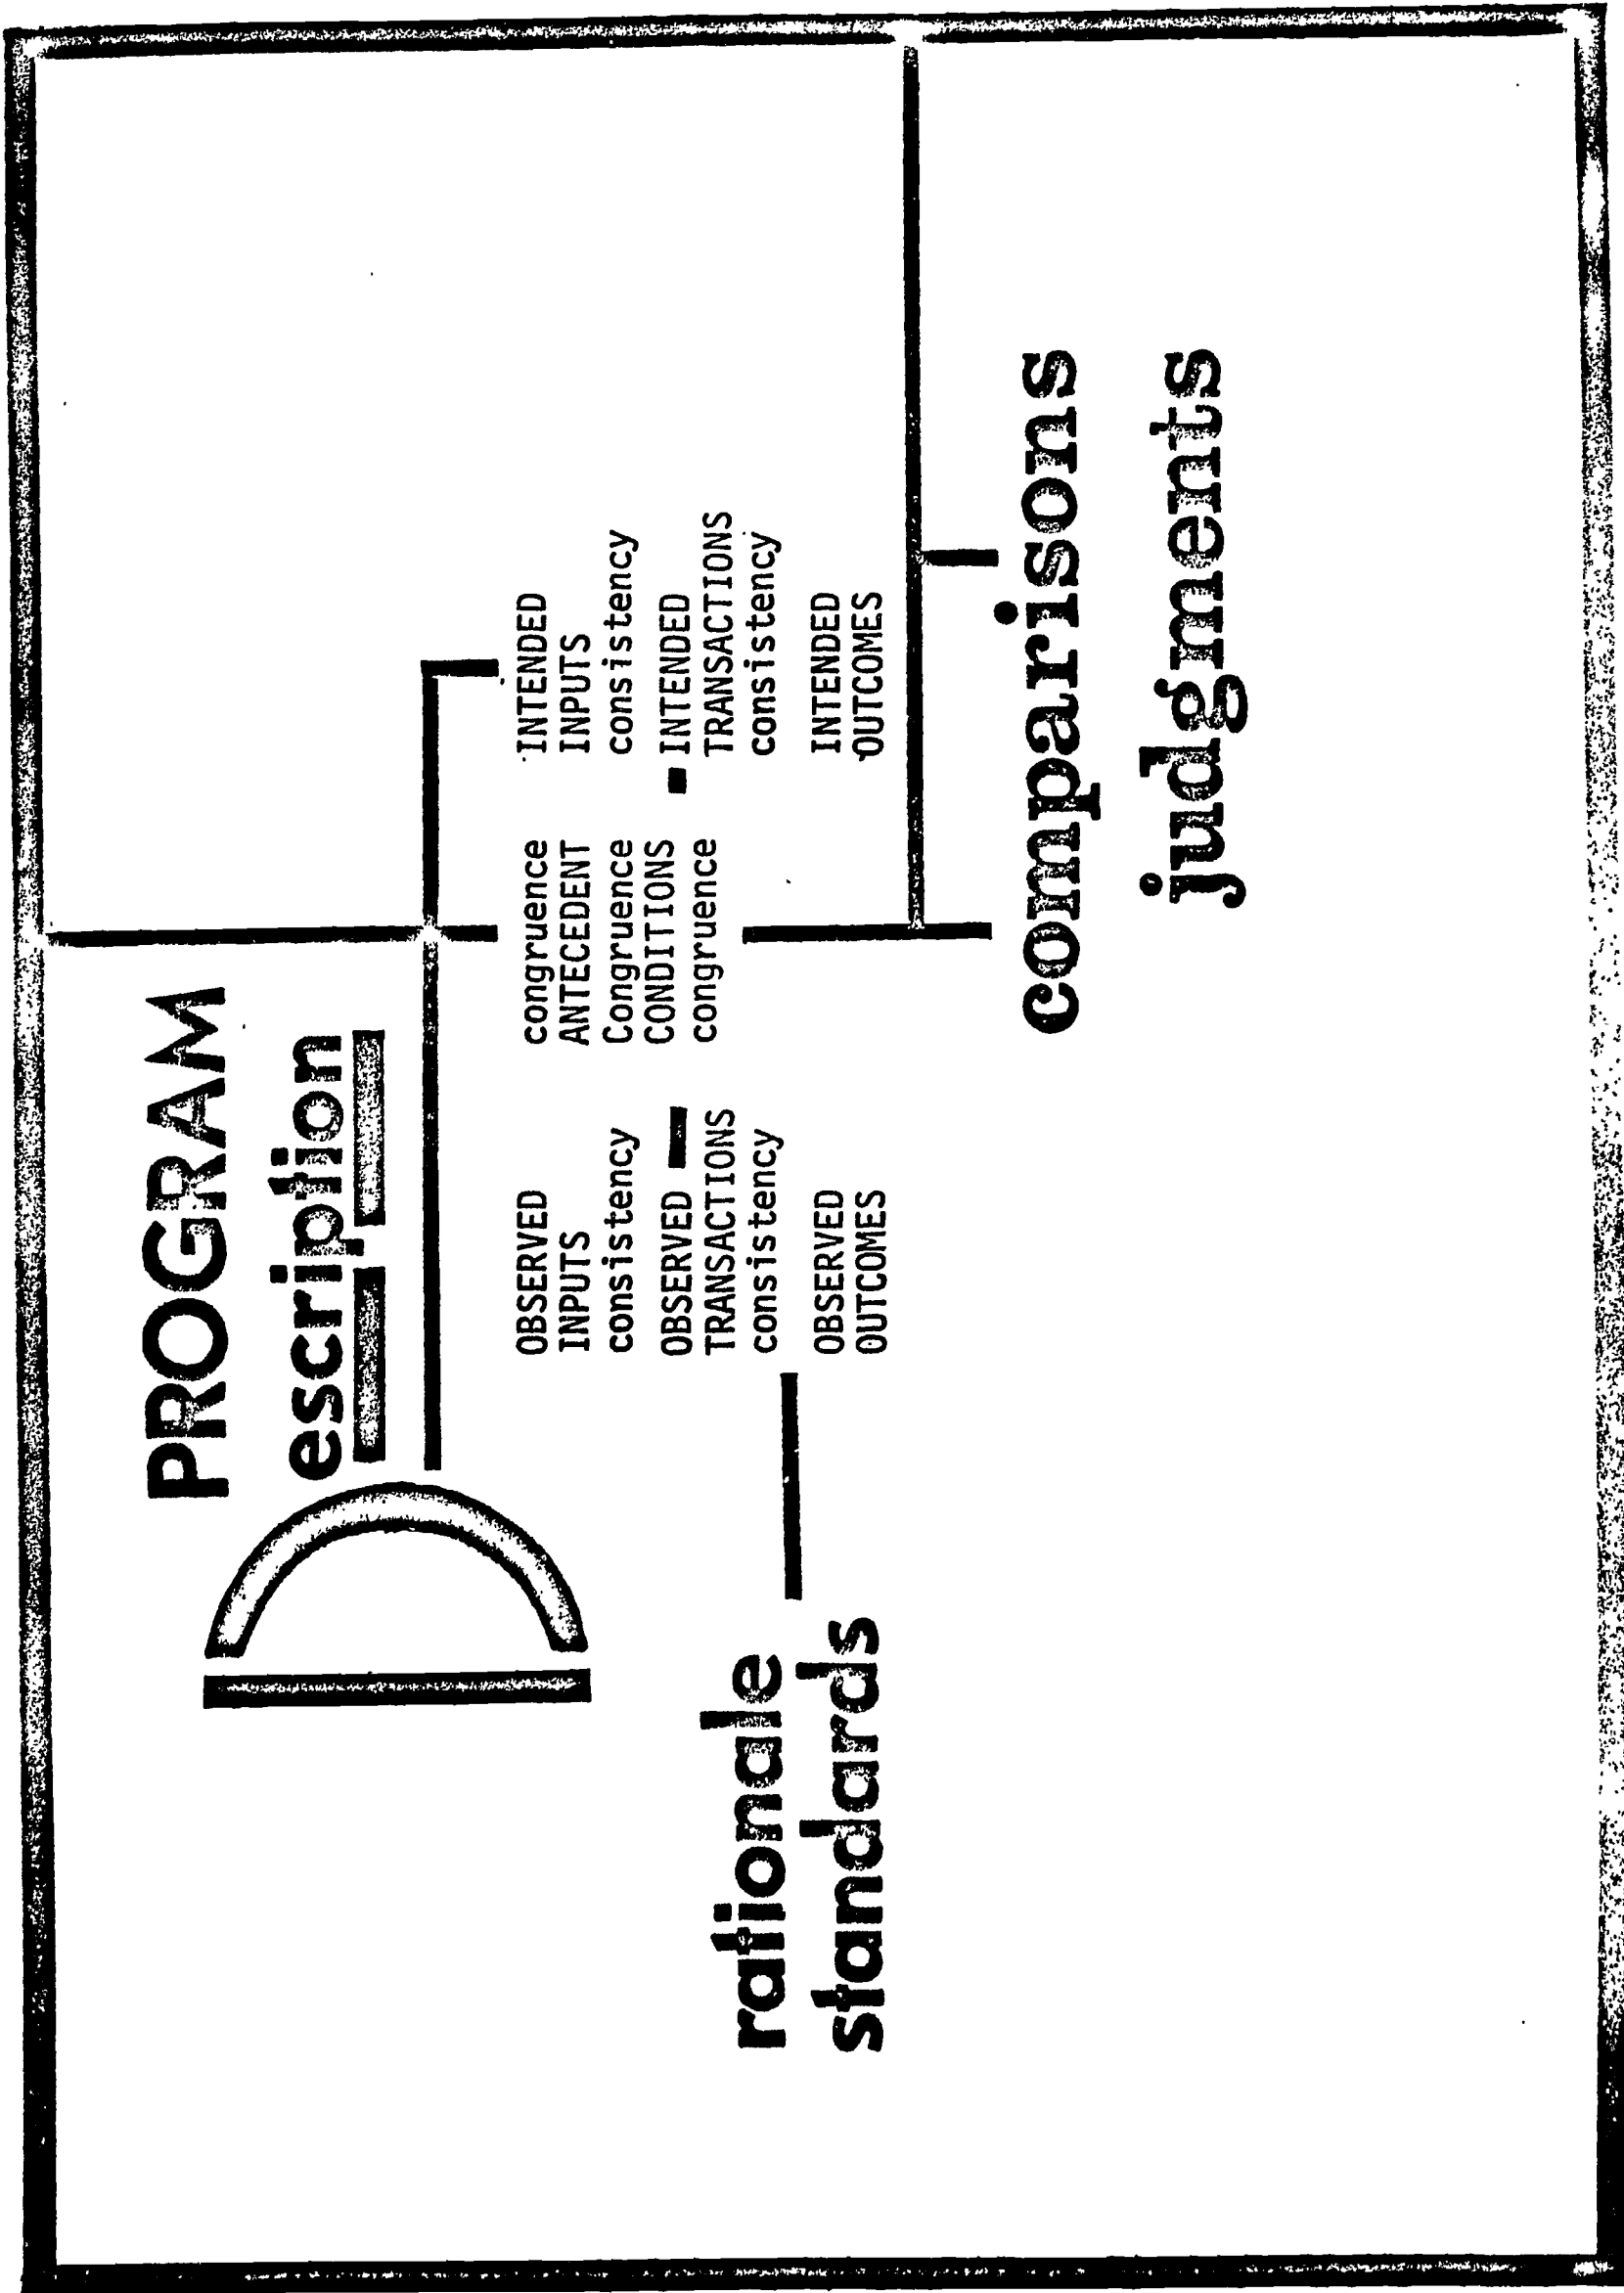 PROGRAM
Description
OBSERVED
INPUTS
consistency
OBSERVED
TRANSACTIONS
consistency
OBSERVED
OUTCOMES
congruence
ANTECEDENT
Congruence
CONDITIONS
congruence
INTENDED
INPUTS
consistency
INTENDED
TRANSACTIONS
consistency
INTENDED
OUTCOMES
rationale
standards
comparisons
judgments